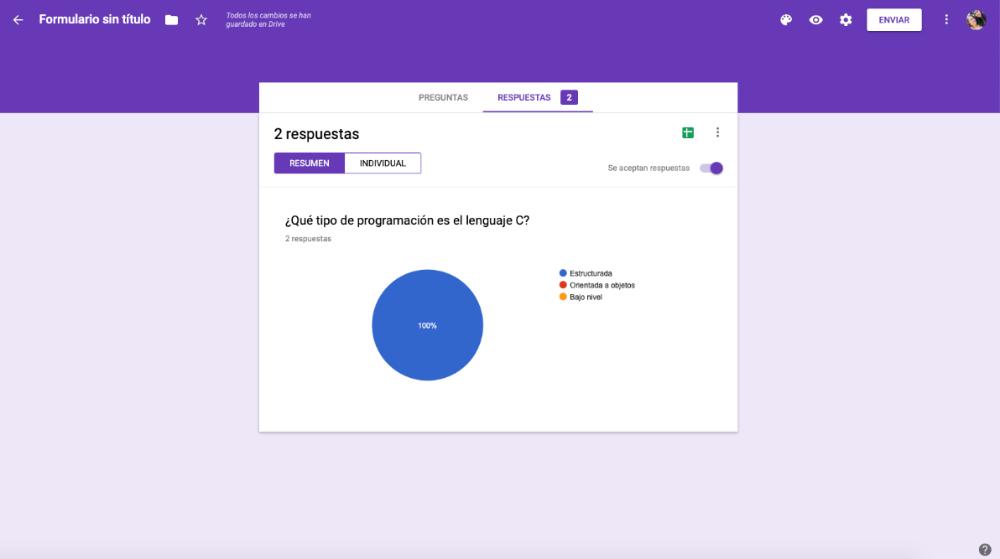 Formulario sin título
Todos los cambios se han
guardado en Drive
ENVIAR
PREGUNTAS
RESPUESTAS 2
2 respuestas
RESUMEN
INDIVIDUAL
Se aceptan respuestas
¿Qué tipo de programación es el lenguaje C?
2 respuestas
100%
Estructurada
Orientada a objetos
Bajo nivel
?